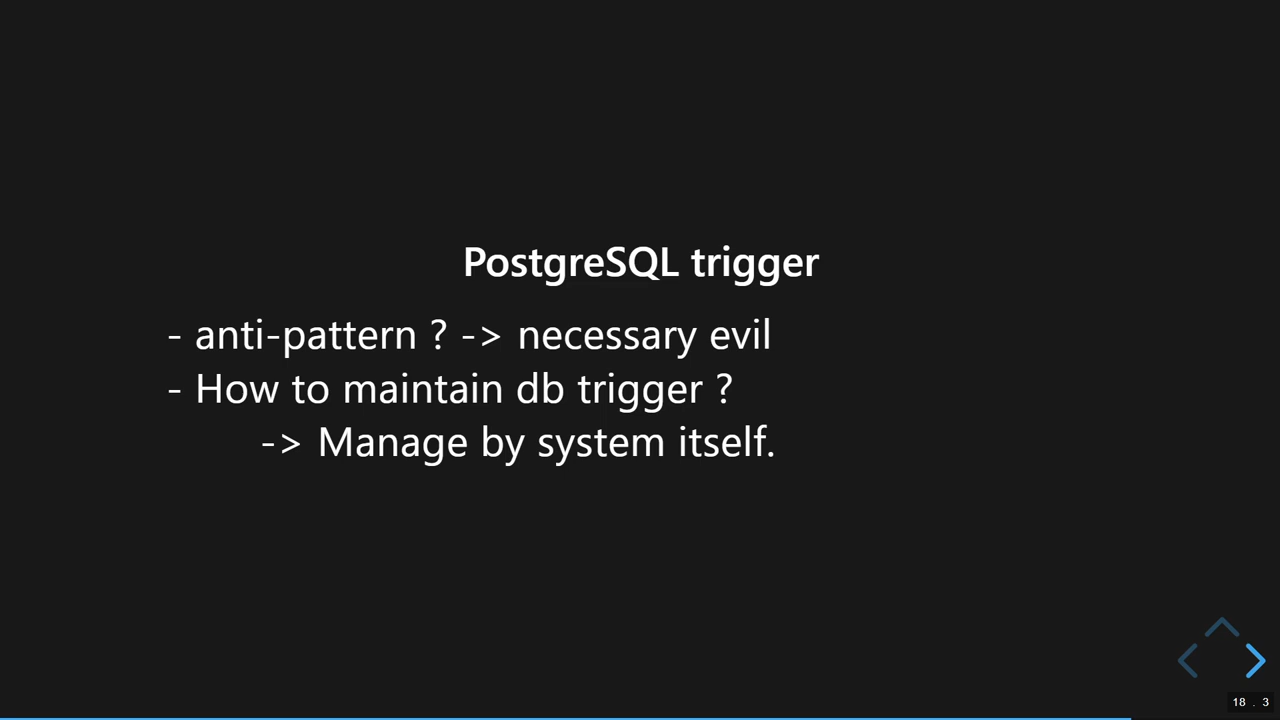 PostgreSQL trigger
- anti-pattern ? -> necessary evil
- How to maintain db trigger ?
-> Manage by system itself.
18 . 3